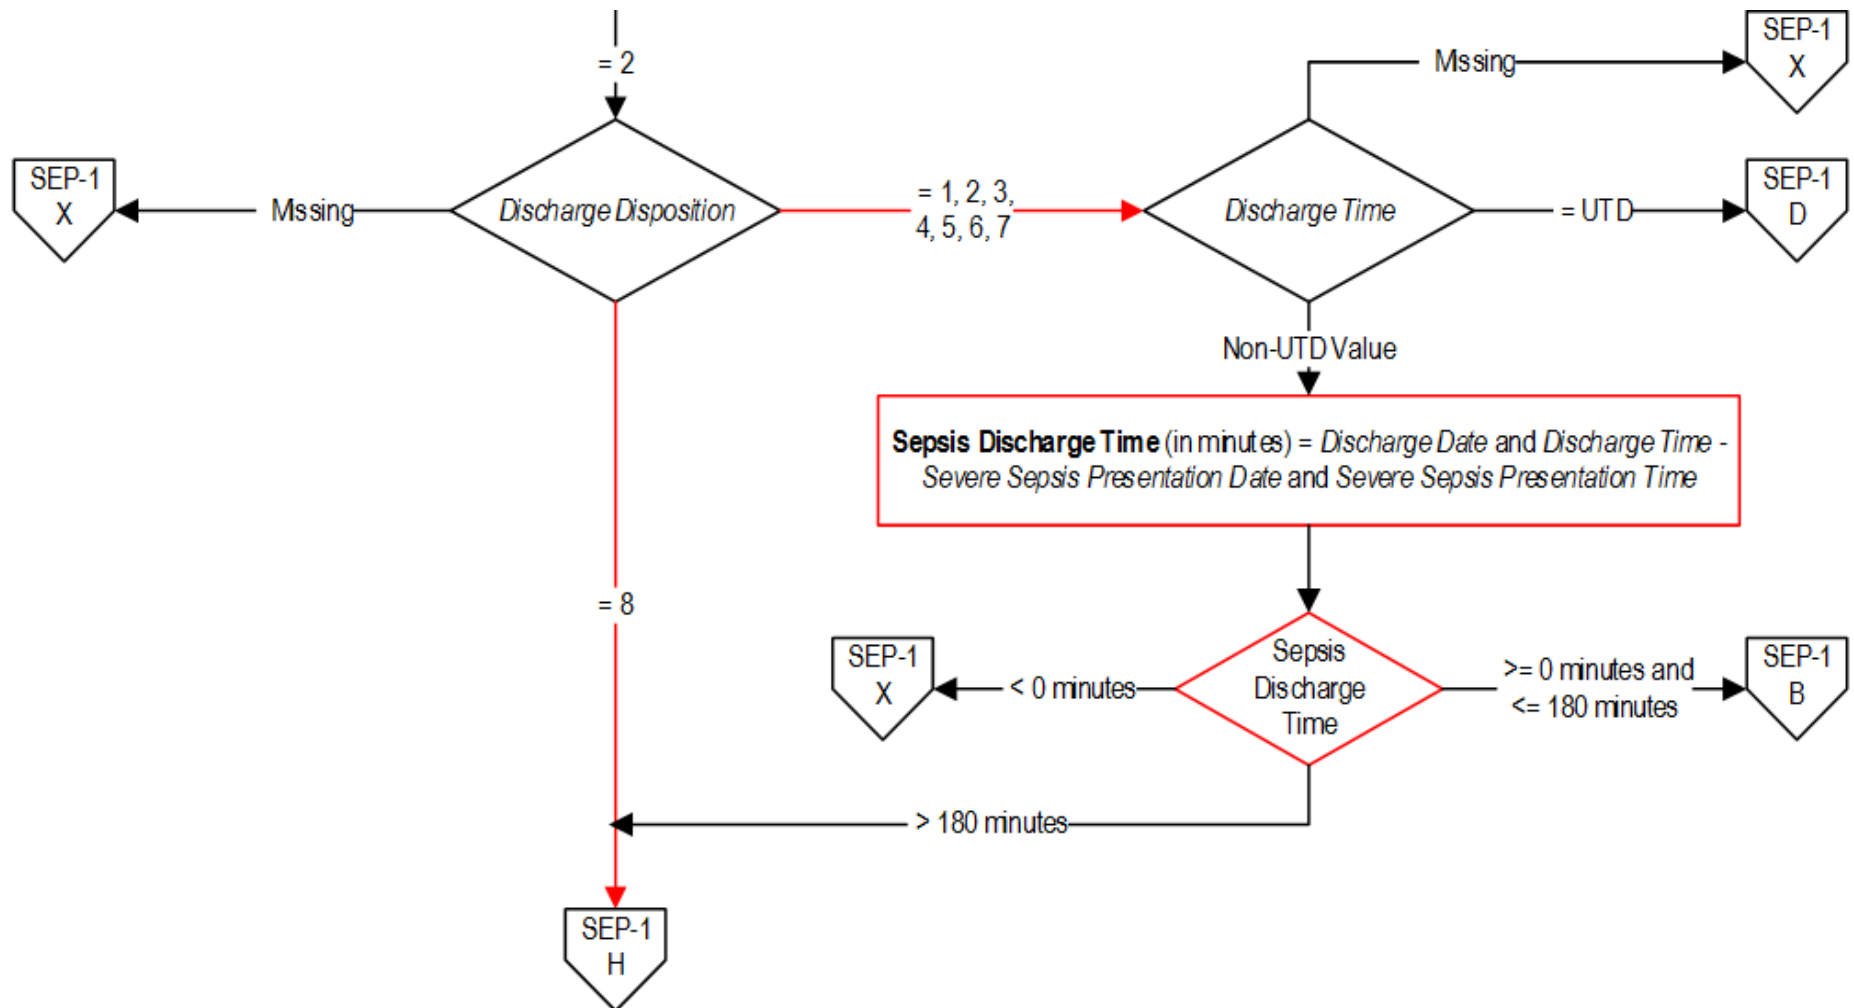 = 2
Missing
SEP-1
X
SEP-1
X
Missing
Discharge Disposition
= 1, 2, 3,
4, 5, 6, 7
Discharge Time
= UTD
SEP-1
D
Non-UTD Value
Sepsis Discharge Time (in minutes) = Discharge Date and Discharge Time -
Severe Sepsis Presentation Date and Severe Sepsis Presentation Time
= 8
SEP-1
X
< 0 minutes
Sepsis
Discharge
Time
>= 0 minutes and
<= 180 minutes
SEP-1
B
> 180 minutes
SEP-1
H